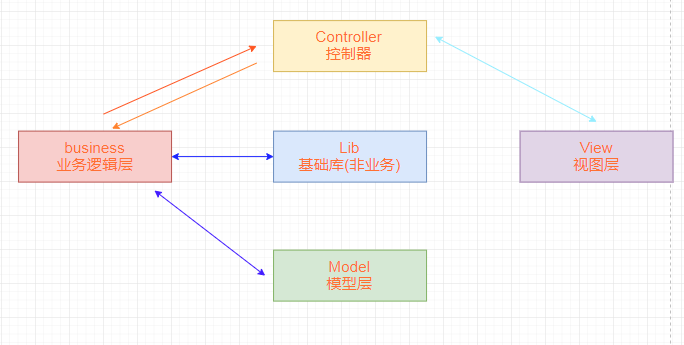 Controller
控制器
business
业务逻辑层
Lib
基础库(非业务)
View
视图层
Model
模型层